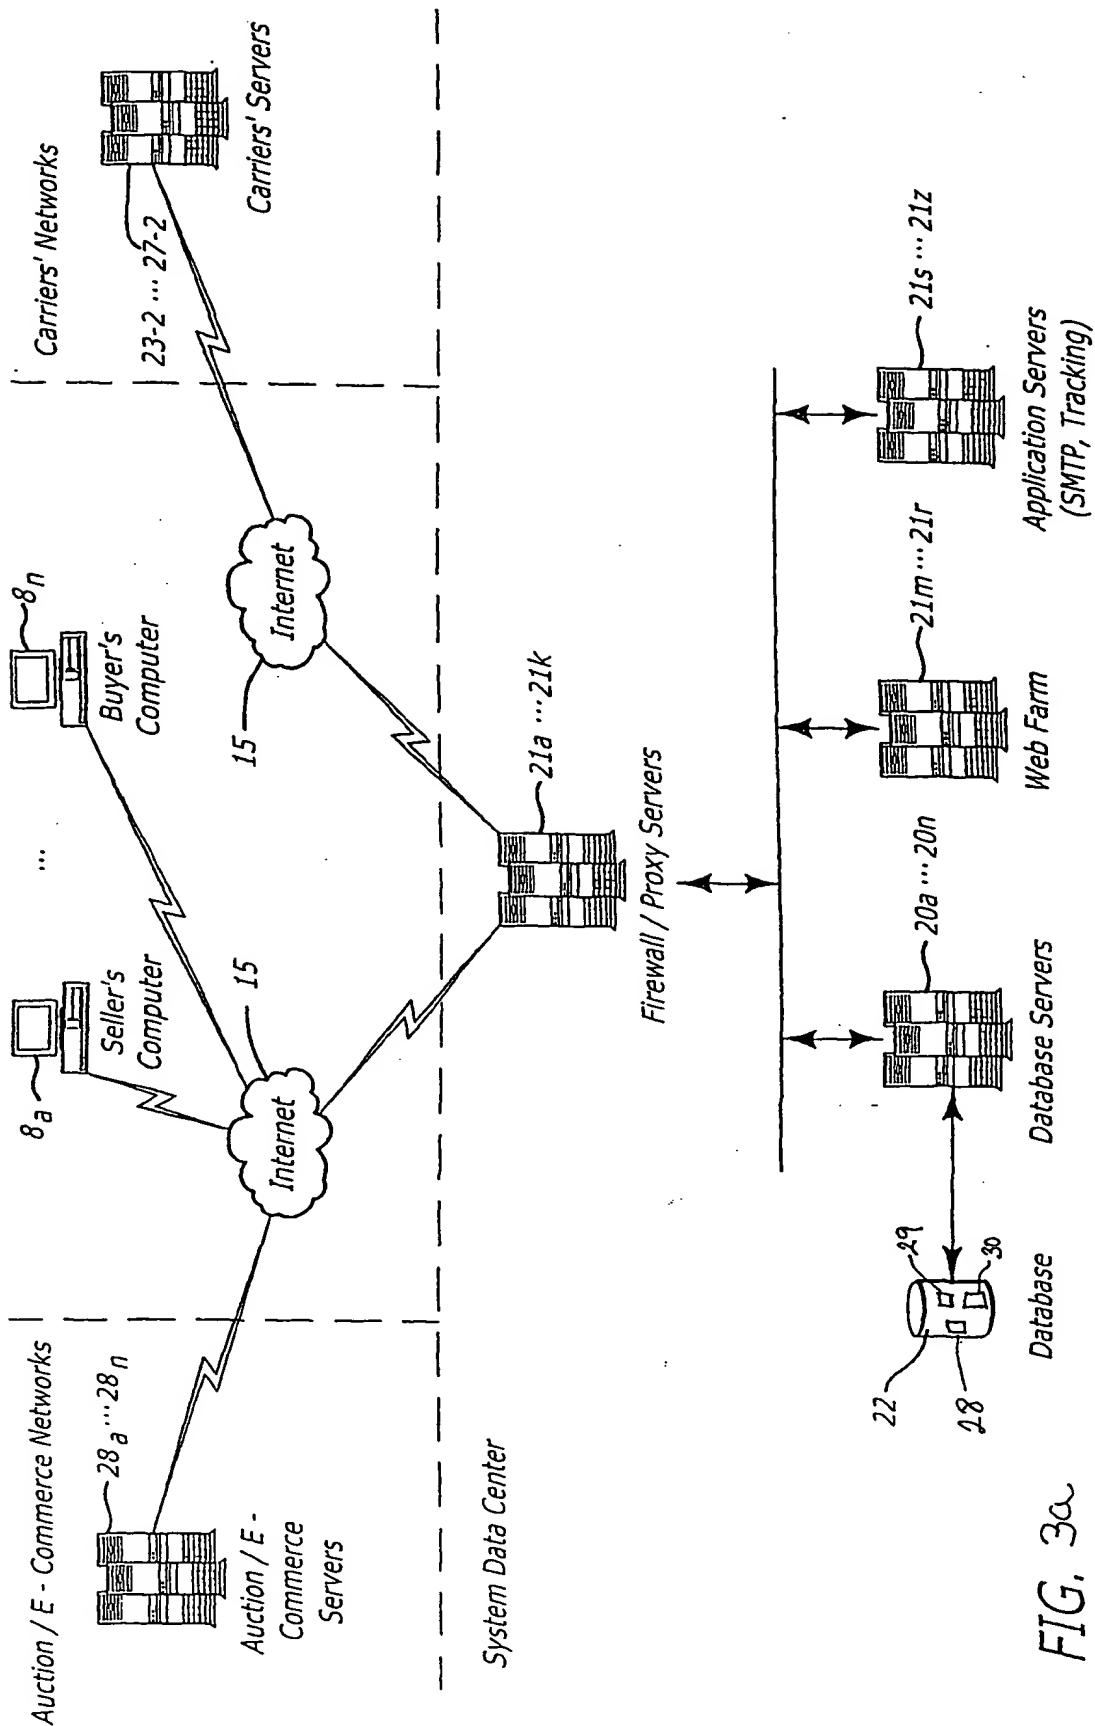 Auction / E - Commerce Networks
Carriers' Networks
8a
...
8n
28a ... 28n
Seller's
Computer
Buyer's
Computer
23-2 ... 27-2
Auction / E -
Commerce
Servers
15
15
Carriers' Servers
Internet
Internet
System Data Center
21a ... 21k
Firewall / Proxy Servers
22
29
28
30
20a ... 20n
21m ... 21r
21s ... 21z
Database
Database Servers
Web Farm
Application Servers
(SMTP, Tracking)
FIG. 3a